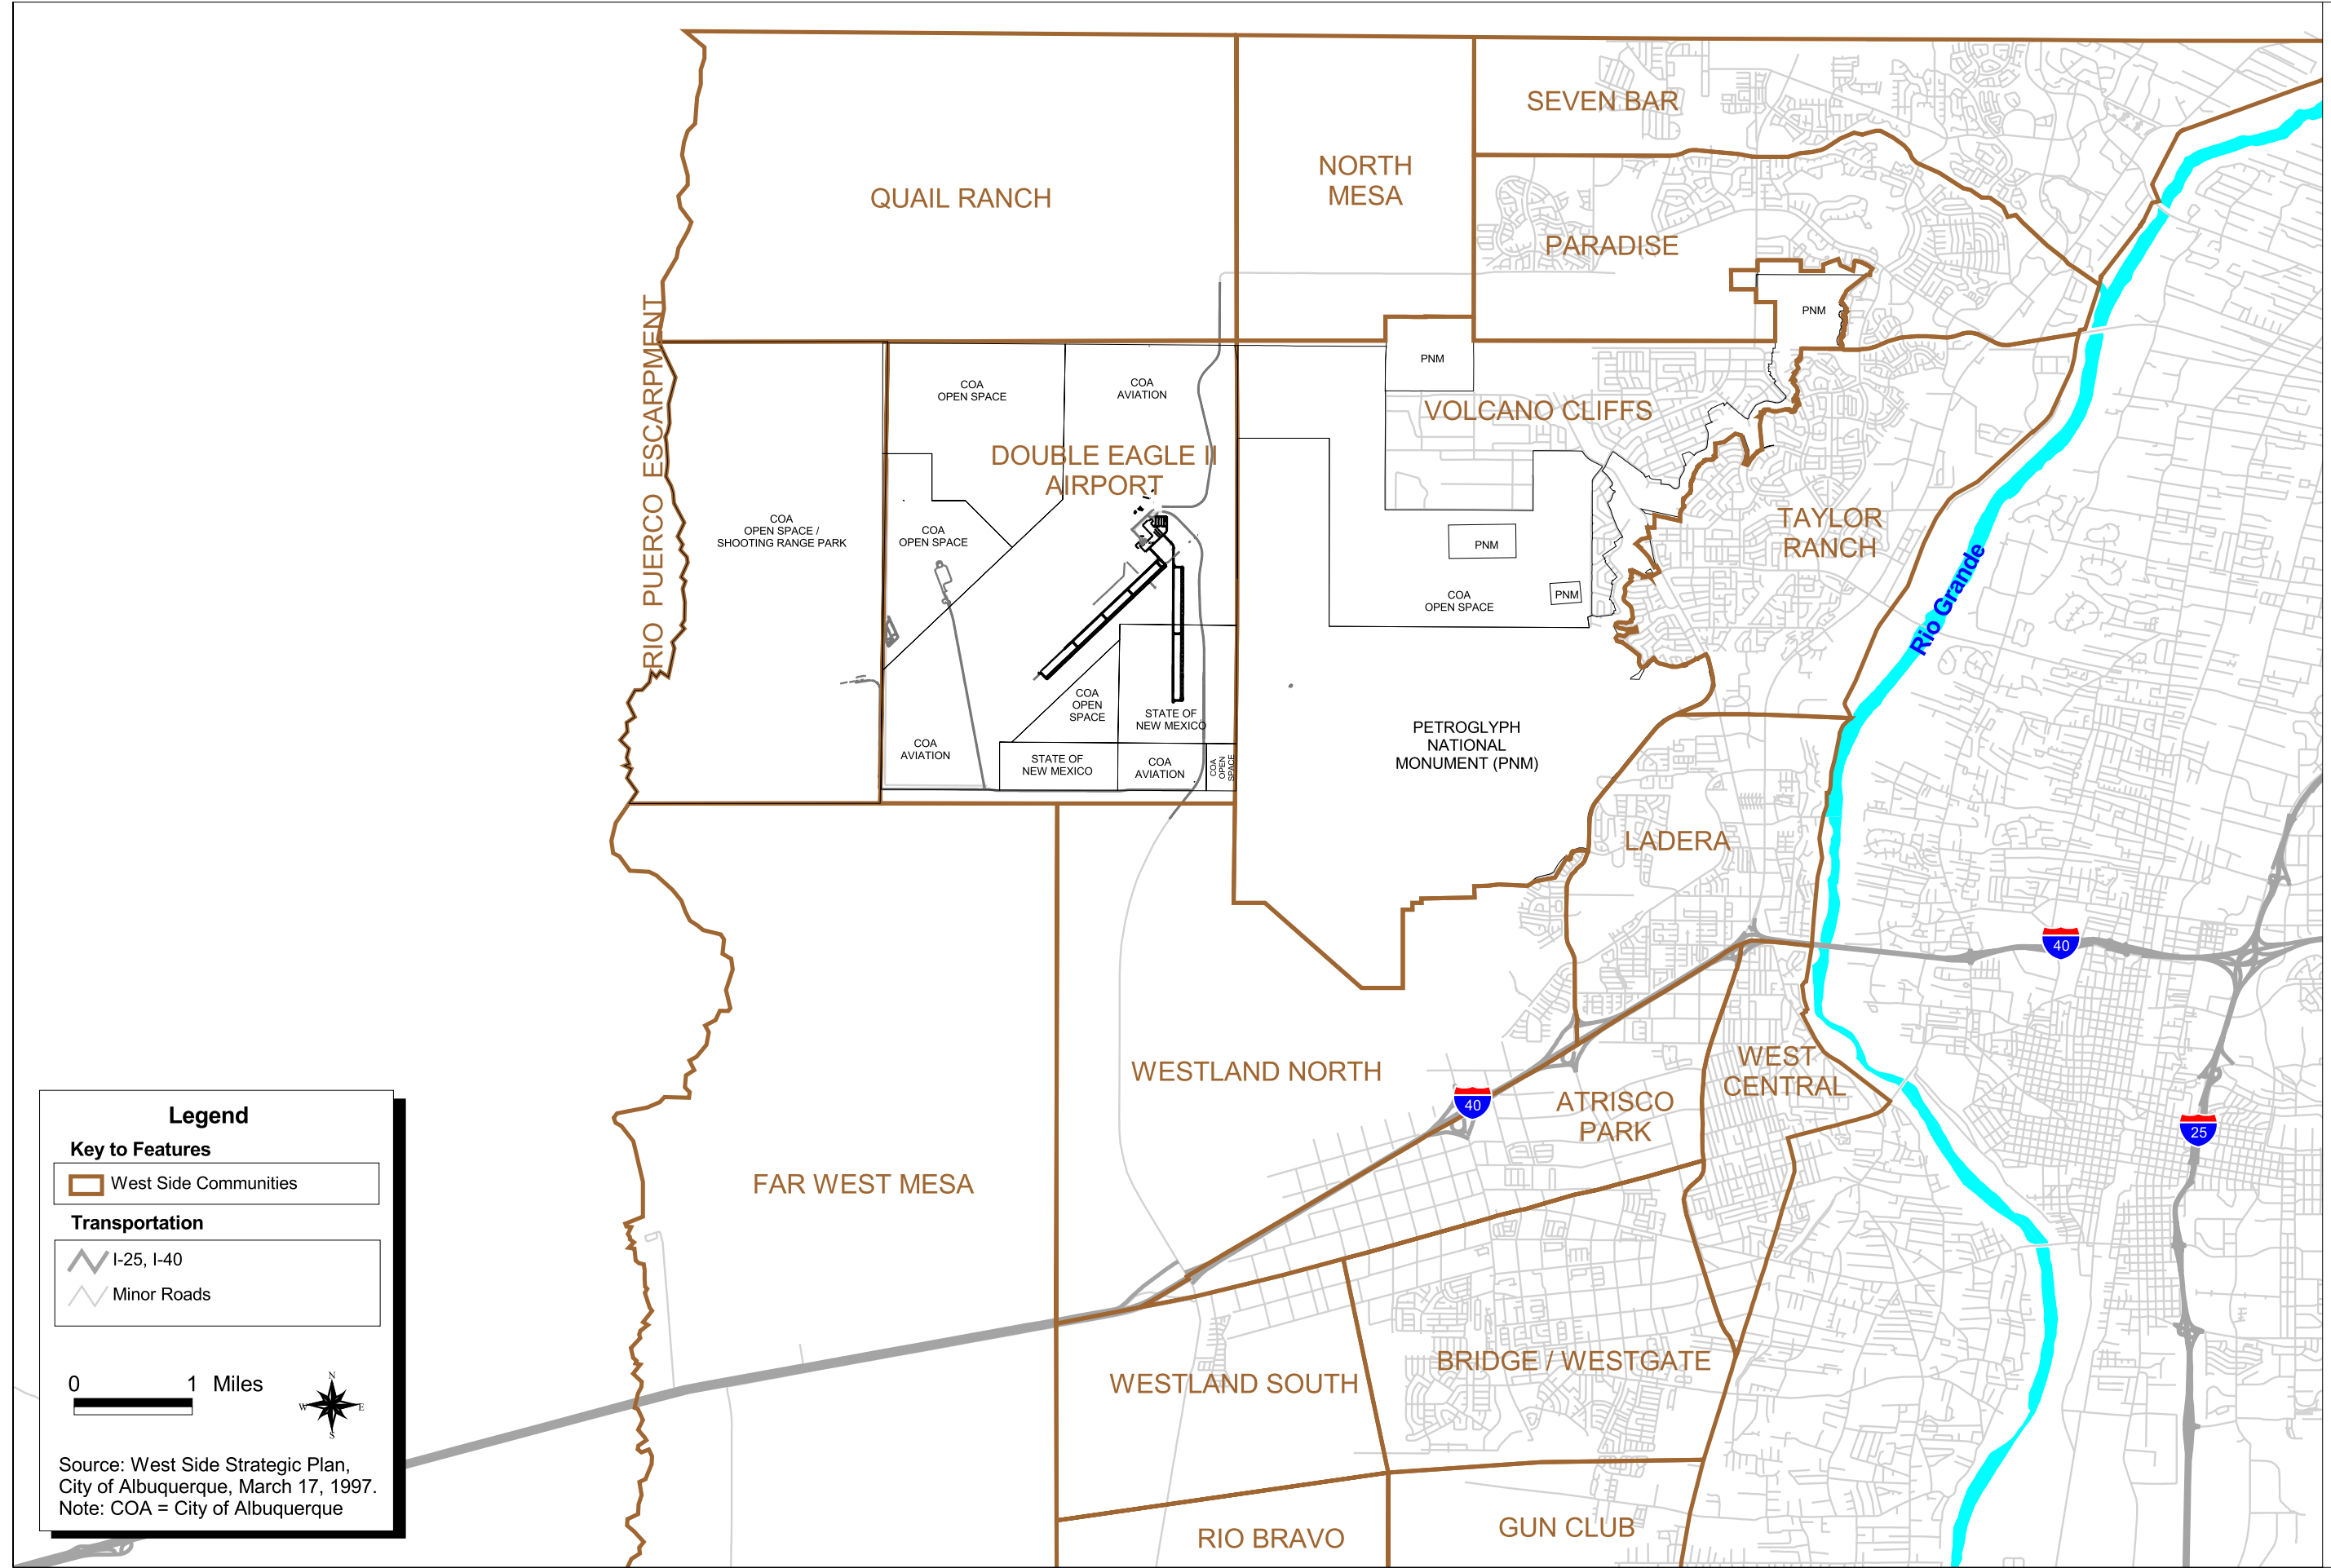 SEVEN BAR
NORTH
MESA
QUAIL RANCH
PARADISE
PNM
RIO PUERCO ESCARPMENT
PNM
COA
OPEN SPACE
COA
AVIATION
VOLCANO CLIFFS
DOUBLE EAGLE II
AIRPORT
COA
OPEN SPACE /
SHOOTING RANGE PARK
COA
OPEN SPACE
TAYLOR
RANCH
PNM
Rio Grande
COA
OPEN SPACE
PNM
COA
OPEN
SPACE
STATE OF
NEW MEXICO
PETROGLYPH
NATIONAL
MONUMENT (PNM)
COA
AVIATION
STATE OF
NEW MEXICO
COA
AVIATION
COA
OPEN
SPACE
LADERA
40
WESTLAND NORTH
WEST
CENTRAL
40
ATRISCO
PARK
25
FAR WEST MESA
BRIDGE / WESTGATE
WESTLAND SOUTH
RIO BRAVO
GUN CLUB
Legend
Key to Features
West Side Communities
Transportation
I-25, I-40
Minor Roads
0 1 Miles
N
W E
S
Source: West Side Strategic Plan,
City of Albuquerque, March 17, 1997.
Note: COA = City of Albuquerque